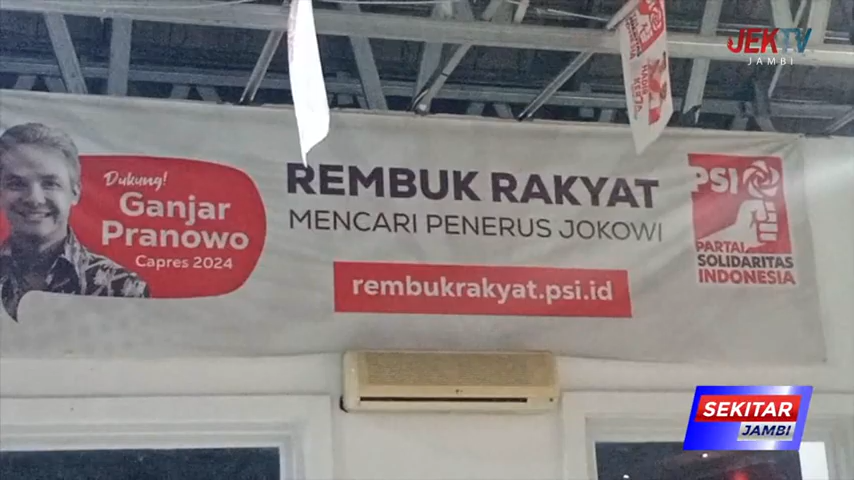 JEKTV
JAMBI
Dukung!
Ganjar
Pranowo
Capres 2024
REMBUK RAKYAT
MENCARI PENERUS JOKOWI
rembukrakyat.psi.id
PSI
PARTAI
SOLIDARITAS
INDONESIA
SEKITAR
JAMBI